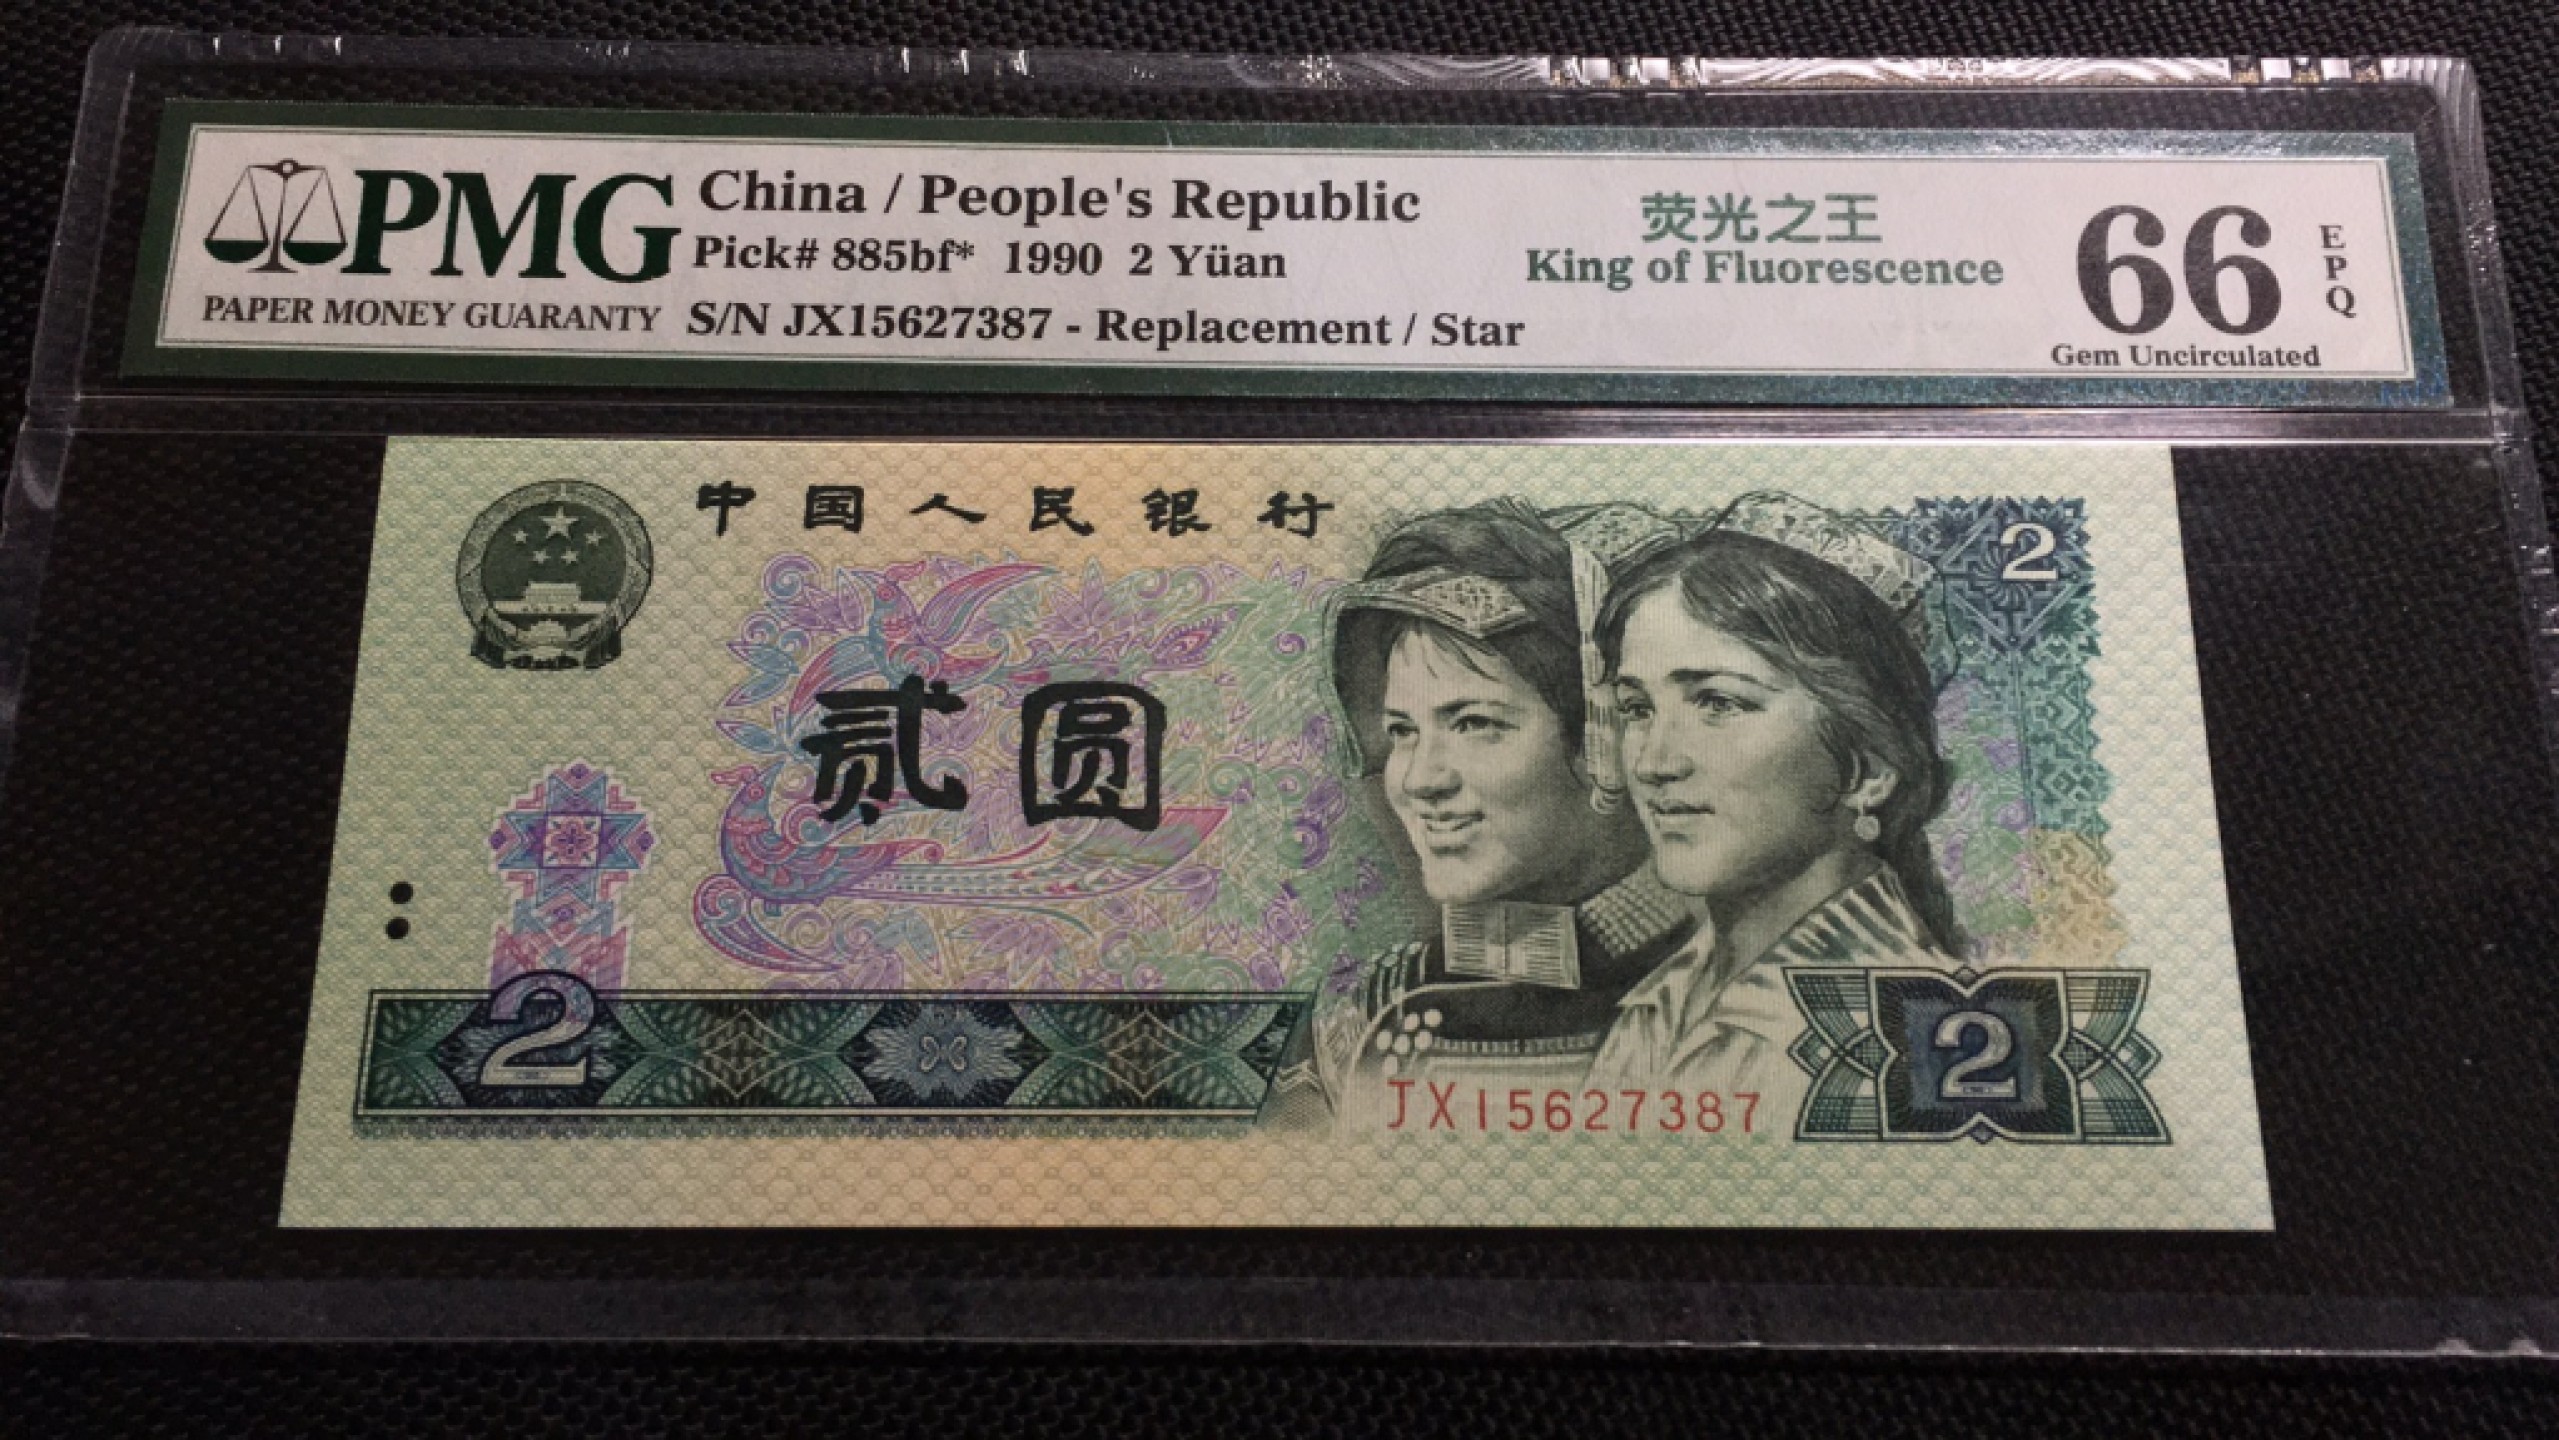 PMG
PAPER MONEY GUARANTY
China / People's Republic
Pick# 885bf* 1990 2 Yüan
S/N JX15627387 - Replacement / Star
荧光之王
King of Fluorescence
66
EPQ
Gem Uncirculated
中国人民银行
2
贰圆
2
JX15627387
2